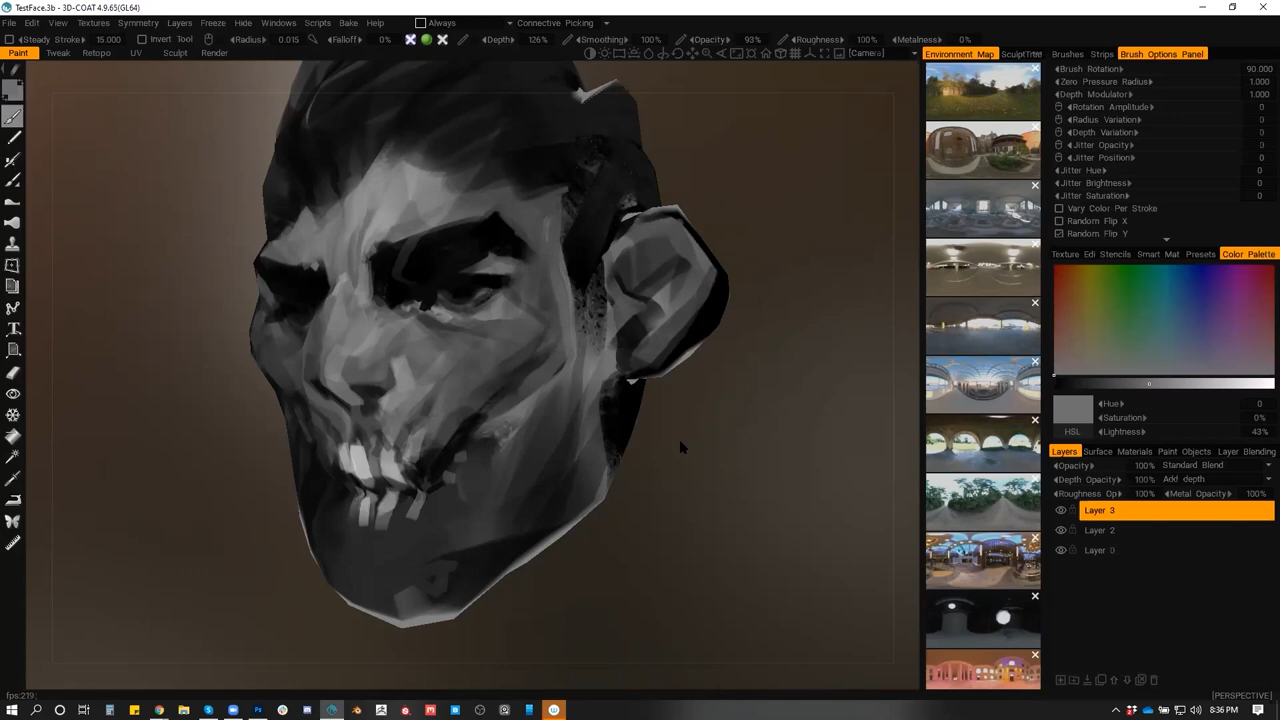 TestFace.3b - 3D-COAT 4.9.65(GL64)
File Edit View Textures Symmetry Layers Freeze Hide Windows Scripts Bake Help Always Connective Picking
Steady Stroke 15.000 Invert Tool Radius 0.015 Falloff 0% Depth 126% Smoothing 100% Opacity 93% Roughness 100% Metalness 0%
Paint Tweak Retopo UV Sculpt Render [Camera]
Environment Map SculptTree
Brushes Strips Brush Options Panel
Brush Rotation 90.000
Zero Pressure Radius 1.000
Depth Modulator 1.000
Rotation Amplitude 0
Radius Variation 0
Depth Variation 0
Jitter Opacity 0
Jitter Position 0
Jitter Hue 0
Jitter Brightness 0
Jitter Saturation 0
Vary Color Per Stroke
Random Flip X
Random Flip Y
Texture Edi Stencils Smart Mat Presets Color Palette
Hue 0
Saturation 0%
HSL Lightness 43%
Layers Surface Materials Paint Objects Layer Blending
Opacity 100% Standard Blend
Depth Opacity 100% Add depth
Roughness Op 100% Metal Opacity 100%
Layer 3
Layer 2
Layer 0
fps:219;
[PERSPECTIVE]
8:36 PM